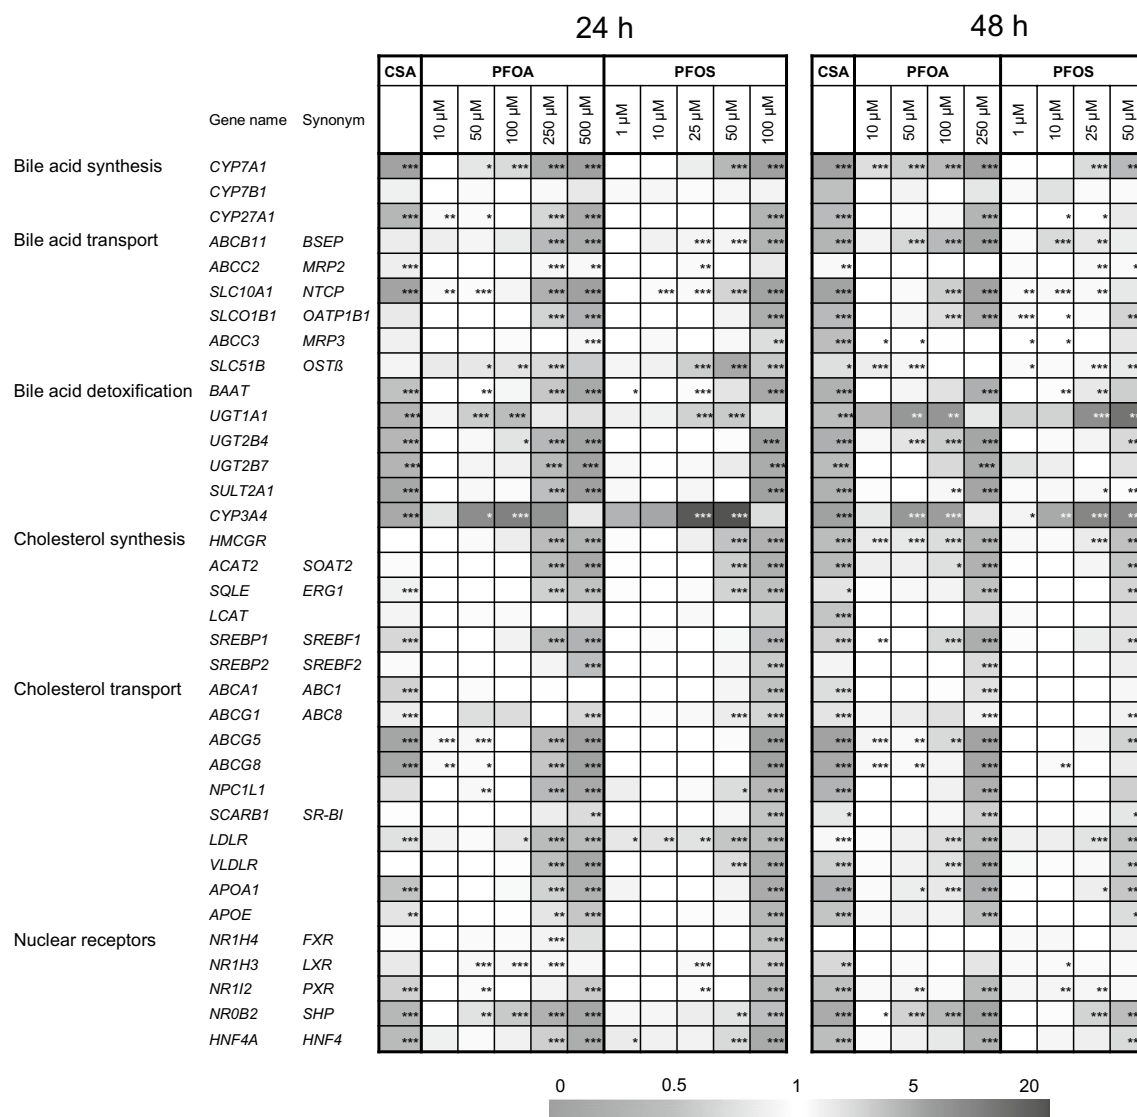 24 h 48 h
CSA PFOA PFOS CSA PFOA PFOS
Gene name Synonym 10 µM 50 µM 100 µM 250 µM 500 µM 1 µM 10 µM 25 µM 50 µM 100 µM 10 µM 50 µM 100 µM 250 µM 1 µM 10 µM 25 µM 50 µM
Bile acid synthesis CYP7A1 *** * *** *** *** *** *** *** *** *** *** *** *** **
CYP7B1
CYP27A1 *** ** * *** *** *** *** *** * *
Bile acid transport ABCB11 BSEP *** *** *** *** *** *** *** *** *** *** **
ABCC2 MRP2 *** *** ** ** ** ** *
SLC10A1 NTCP *** ** *** *** *** *** *** *** *** *** *** *** ** *** **
SLCO1B1 OATP1B1 *** *** *** *** *** *** *** * **
ABCC3 MRP3 *** ** *** * * * *
SLC51B OSTß * ** *** *** *** *** * *** *** * *** **
Bile acid detoxification BAAT *** ** *** *** * *** *** *** *** ** **
UGT1A1 *** *** *** *** *** *** ** ** *** **
UGT2B4 *** * *** *** *** *** *** *** *** **
UGT2B7 *** *** *** *** *** ***
SULT2A1 *** *** *** *** *** ** *** * **
CYP3A4 *** * *** *** *** *** *** *** * ** *** **
Cholesterol synthesis HMCGR *** *** *** *** *** *** *** *** *** *** **
ACAT2 SOAT2 *** *** *** *** *** * *** **
SQLE ERG1 *** *** *** *** *** * *** **
LCAT ***
SREBP1 SREBF1 *** *** *** *** *** ** *** *** **
SREBP2 SREBF2 *** *** ***
Cholesterol transport ABCA1 ABC1 *** *** *** ***
ABCG1 ABC8 *** *** *** *** *** *** **
ABCG5 *** *** *** *** *** *** *** *** ** ** *** **
ABCG8 *** ** * *** *** *** *** *** ** *** **
NPC1L1 ** *** *** * *** *** ***
SCARB1 SR-BI ** *** * *** *
LDLR *** * *** *** * ** ** *** *** *** *** *** *** **
VLDLR *** *** *** *** *** *** *** **
APOA1 *** *** *** *** *** * *** *** * **
APOE ** ** *** *** *** *** *
Nuclear receptors NR1H4 FXR *** ***
NR1H3 LXR *** *** *** *** *** ** *
NR1I2 PXR *** ** *** ** *** *** ** *** ** **
NR0B2 SHP *** ** *** *** *** ** *** *** * *** *** *** *** **
HNF4A HNF4 *** *** *** * *** *** *** *** **
0 0.5 1 5 20